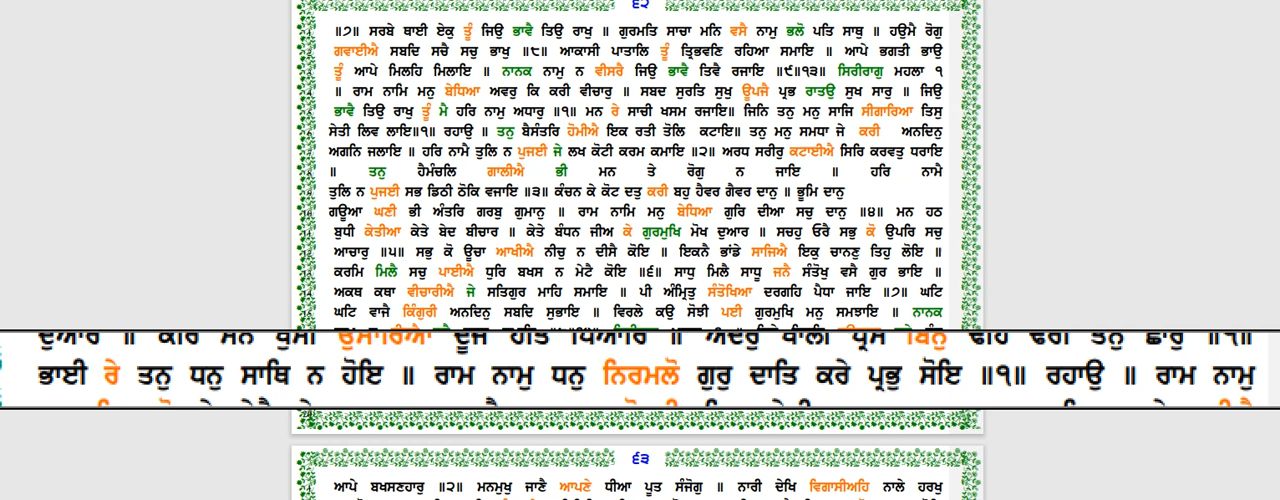 ੬੨
॥੭॥ ਸਰਬੇ ਥਾਈ ਏਕੁ ਤੂੰ ਜਿਉ ਭਾਵੈ ਤਿਉ ਰਾਖੁ ॥ ਗੁਰਮਤਿ ਸਾਚਾ ਮਨਿ ਵਸੈ ਨਾਮੁ ਭਲੋ ਪਤਿ ਸਾਖੁ ॥ ਹਉਮੈ ਰੋਗੁ
ਗਵਾਈਐ ਸਬਦਿ ਸਚੈ ਸਚੁ ਭਾਖੁ ॥੮॥ ਆਕਾਸੀ ਪਾਤਾਲਿ ਤੂੰ ਤ੍ਰਿਭਵਣਿ ਰਹਿਆ ਸਮਾਇ ॥ ਆਪੇ ਭਗਤੀ ਭਾਉ
ਤੂੰ ਆਪੇ ਮਿਲਹਿ ਮਿਲਾਇ ॥ ਨਾਨਕ ਨਾਮੁ ਨ ਵੀਸਰੈ ਜਿਉ ਭਾਵੈ ਤਿਵੈ ਰਜਾਇ ॥੯॥੧੩॥ ਸਿਰੀਰਾਗੁ ਮਹਲਾ ੧
॥ ਰਾਮ ਨਾਮਿ ਮਨੁ ਬੇਧਿਆ ਅਵਰੁ ਕਿ ਕਰੀ ਵੀਚਾਰੁ ॥ ਸਬਦ ਸੁਰਤਿ ਸੁਖੁ ਊਪਜੈ ਪ੍ਰਭ ਰਾਤਉ ਸੁਖ ਸਾਰੁ ॥ ਜਿਉ
ਭਾਵੈ ਤਿਉ ਰਾਖੁ ਤੂੰ ਮੈ ਹਰਿ ਨਾਮੁ ਅਧਾਰੁ ॥੧॥ ਮਨ ਰੇ ਸਾਚੀ ਖਸਮ ਰਜਾਇ॥ ਜਿਨਿ ਤਨੁ ਮਨੁ ਸਾਜਿ ਸੀਗਾਰਿਆ ਤਿਸੁ
ਸੇਤੀ ਲਿਵ ਲਾਇ॥੧॥ ਰਹਾਉ ॥ ਤਨੁ ਬੈਸੰਤਰਿ ਹੋਮੀਐ ਇਕ ਰਤੀ ਤੋਲਿ ਕਟਾਇ॥ ਤਨੁ ਮਨੁ ਸਮਧਾ ਜੇ ਕਰੀ ਅਨਦਿਨੁ
ਅਗਨਿ ਜਲਾਇ ॥ ਹਰਿ ਨਾਮੈ ਤੁਲਿ ਨ ਪੁਜਈ ਜੇ ਲਖ ਕੋਟੀ ਕਰਮ ਕਮਾਇ ॥੨॥ ਅਰਧ ਸਰੀਰੁ ਕਟਾਈਐ ਸਿਰਿ ਕਰਵਤੁ ਧਰਾਇ
॥ ਤਨੁ ਹੈਮੰਚਲਿ ਗਾਲੀਐ ਭੀ ਮਨ ਤੇ ਰੋਗੁ ਨ ਜਾਇ ॥ ਹਰਿ ਨਾਮੈ
ਤੁਲਿ ਨ ਪੁਜਈ ਸਭ ਡਿਠੀ ਠੋਕਿ ਵਜਾਇ ॥੩॥ ਕੰਚਨ ਕੇ ਕੋਟ ਦਤੁ ਕਰੀ ਬਹੁ ਹੈਵਰ ਗੈਵਰ ਦਾਨੁ ॥ ਭੂਮਿ ਦਾਨੁ
ਗਊਆ ਘਣੀ ਭੀ ਅੰਤਰਿ ਗਰਬੁ ਗੁਮਾਨੁ ॥ ਰਾਮ ਨਾਮਿ ਮਨੁ ਬੇਧਿਆ ਗੁਰਿ ਦੀਆ ਸਚੁ ਦਾਨੁ ॥੪॥ ਮਨ ਹਠ
ਬੁਧੀ ਕੇਤੀਆ ਕੇਤੇ ਬੇਦ ਬੀਚਾਰ ॥ ਕੇਤੇ ਬੰਧਨ ਜੀਅ ਕੇ ਗੁਰਮੁਖਿ ਮੋਖ ਦੁਆਰ ॥ ਸਚਹੁ ਓਰੈ ਸਭੁ ਕੋ ਉਪਰਿ ਸਚੁ
ਆਚਾਰੁ ॥੫॥ ਸਭੁ ਕੋ ਊਚਾ ਆਖੀਐ ਨੀਚੁ ਨ ਦੀਸੈ ਕੋਇ ॥ ਇਕਨੈ ਭਾਂਡੇ ਸਾਜਿਐ ਇਕੁ ਚਾਨਣੁ ਤਿਹੁ ਲੋਇ ॥
ਕਰਮਿ ਮਿਲੈ ਸਚੁ ਪਾਈਐ ਧੁਰਿ ਬਖਸ ਨ ਮੇਟੈ ਕੋਇ ॥੬॥ ਸਾਧੁ ਮਿਲੈ ਸਾਧੂ ਜਨੈ ਸੰਤੋਖੁ ਵਸੈ ਗੁਰ ਭਾਇ ॥
ਅਕਥ ਕਥਾ ਵੀਚਾਰੀਐ ਜੇ ਸਤਿਗੁਰ ਮਾਹਿ ਸਮਾਇ ॥ ਪੀ ਅੰਮ੍ਰਿਤੁ ਸੰਤੋਖਿਆ ਦਰਗਹਿ ਪੈਧਾ ਜਾਇ ॥੭॥ ਘਟਿ
ਘਟਿ ਵਾਜੈ ਕਿੰਗੁਰੀ ਅਨਦਿਨੁ ਸਬਦਿ ਸੁਭਾਇ ॥ ਵਿਰਲੇ ਕਉ ਸੋਝੀ ਪਈ ਗੁਰਮੁਖਿ ਮਨੁ ਸਮਝਾਇ ॥ ਨਾਨਕ
ਭਾਈ ਰੇ ਤਨੁ ਧਨੁ ਸਾਥਿ ਨ ਹੋਇ ॥ ਰਾਮ ਨਾਮੁ ਧਨੁ ਨਿਰਮਲੋ ਗੁਰੁ ਦਾਤਿ ਕਰੇ ਪ੍ਰਭੁ ਸੋਇ ॥੧॥ ਰਹਾਉ ॥ ਰਾਮ ਨਾਮੁ
੬੩
ਆਪੇ ਬਖਸਣਹਾਰੁ ॥੨॥ ਮਨਮੁਖੁ ਜਾਣੈ ਆਪਣੇ ਧੀਆ ਪੂਤ ਸੰਜੋਗੁ ॥ ਨਾਰੀ ਦੇਖਿ ਵਿਗਾਸੀਅਹਿ ਨਾਲੇ ਹਰਖੁ